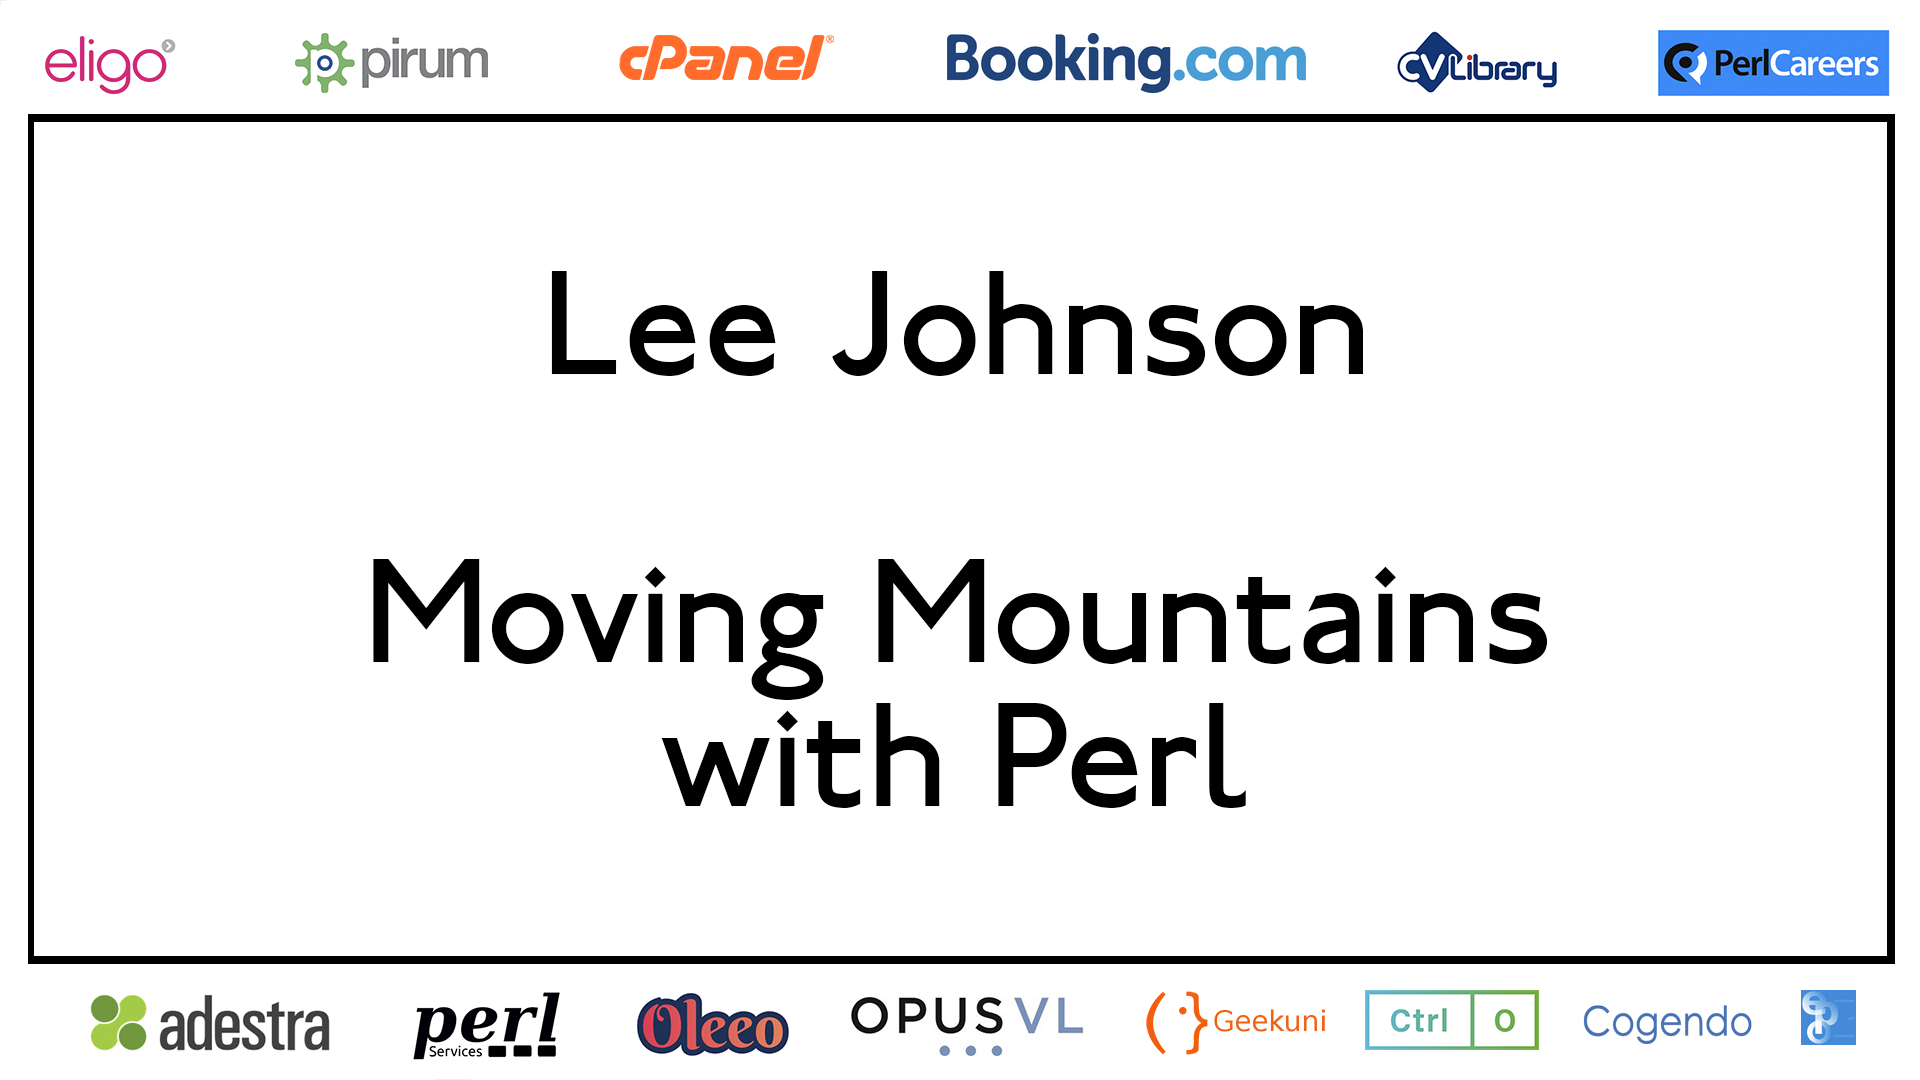 eligo
pirum
cPanel®
Booking.com
CVLibrary
PerlCareers
Lee Johnson
Moving Mountains
with Perl
adestra
perl
Services
Oleeo
OPUS VL
Geekuni
Ctrl O
Cogendo
epo